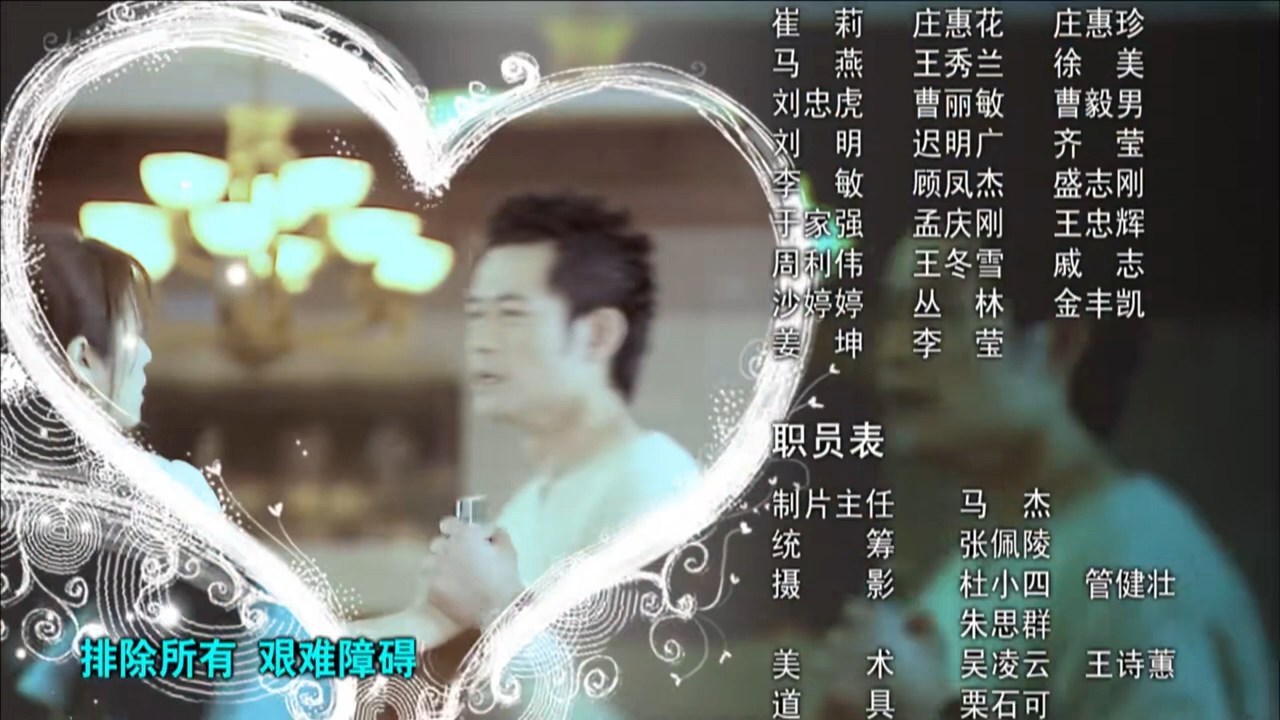 崔莉 庄惠花 庄惠珍
马燕 王秀兰 徐美
刘忠虎 曹丽敏 曹毅男
刘明 迟明广 齐莹
李敏 顾凤杰 盛志刚
于家强 孟庆刚 王忠辉
周利伟 王冬雪 戚志
沙婷婷 丛林 金丰凯
姜坤 李莹
职员表
制片主任 马杰
统筹 张佩陵
摄影 杜小四 管健壮
朱思群
美术 吴凌云 王诗蕙
道具 栗石可
排除所有 艰难障碍